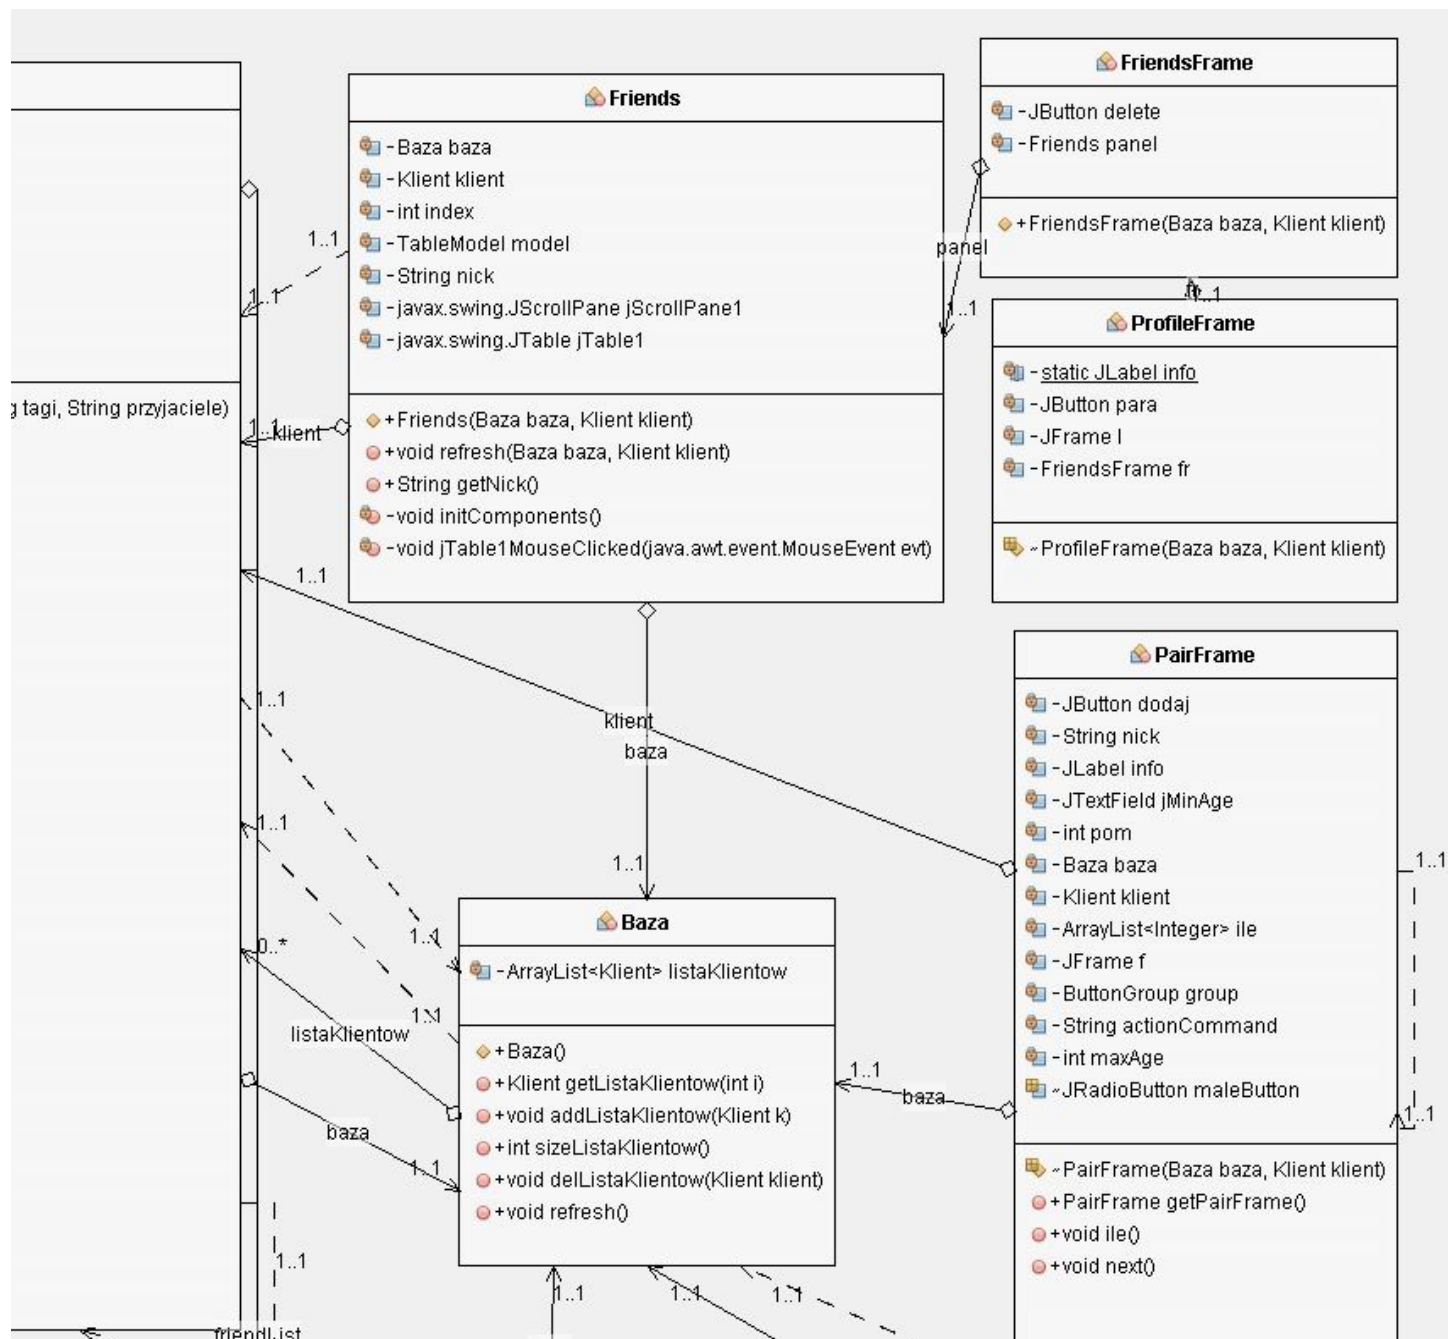 g tagi, String przyjaciele)
Friends
-Baza baza
-Klient klient
-int index
-TableModel model
-String nick
-javax.swing.JScrollPane jScrollPane1
-javax.swing.JTable jTable1
+Friends(Baza baza, Klient klient)
+void refresh(Baza baza, Klient klient)
+String getNick()
-void initComponents()
-void jTable1MouseClicked(java.awt.event.MouseEvent evt)
FriendsFrame
-JButton delete
-Friends panel
+FriendsFrame(Baza baza, Klient klient)
panel
1..1
1..1
ProfileFrame
-static JLabel info
-JButton para
-JFrame l
-FriendsFrame fr
~ProfileFrame(Baza baza, Klient klient)
1..1
1..1
1..1
klient
1..1
klient
baza
1..1
1..1
1..1
1..1
0..*
1..1
listaKlientow
baza
1..1
1..1
friendList
Baza
-ArrayList<Klient> listaKlientow
+Baza()
+Klient getListaKlientow(int i)
+void addListaKlientow(Klient k)
+int sizeListaKlientow()
+void delListaKlientow(Klient klient)
+void refresh()
1..1
1..1
1..1
1..1
baza
PairFrame
-JButton dodaj
-String nick
-JLabel info
-JTextField jMinAge
-int pom
-Baza baza
-Klient klient
-ArrayList<Integer> ile
-JFrame f
-ButtonGroup group
-String actionCommand
-int maxAge
~JRadioButton maleButton
~PairFrame(Baza baza, Klient klient)
+PairFrame getPairFrame()
+void ile()
+void next()
1..1
1..1